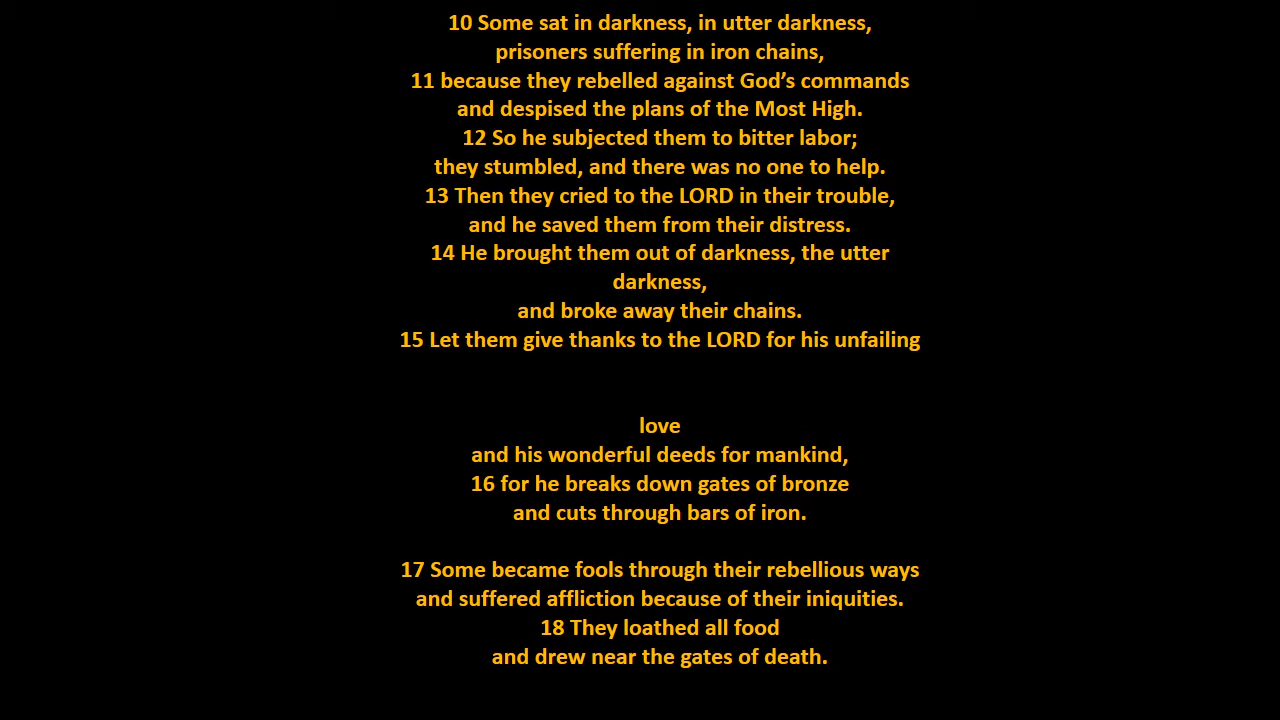 10 Some sat in darkness, in utter darkness,
prisoners suffering in iron chains,
11 because they rebelled against God’s commands
and despised the plans of the Most High.
12 So he subjected them to bitter labor;
they stumbled, and there was no one to help.
13 Then they cried to the LORD in their trouble,
and he saved them from their distress.
14 He brought them out of darkness, the utter
darkness,
and broke away their chains.
15 Let them give thanks to the LORD for his unfailing
love
and his wonderful deeds for mankind,
16 for he breaks down gates of bronze
and cuts through bars of iron.
17 Some became fools through their rebellious ways
and suffered affliction because of their iniquities.
18 They loathed all food
and drew near the gates of death.